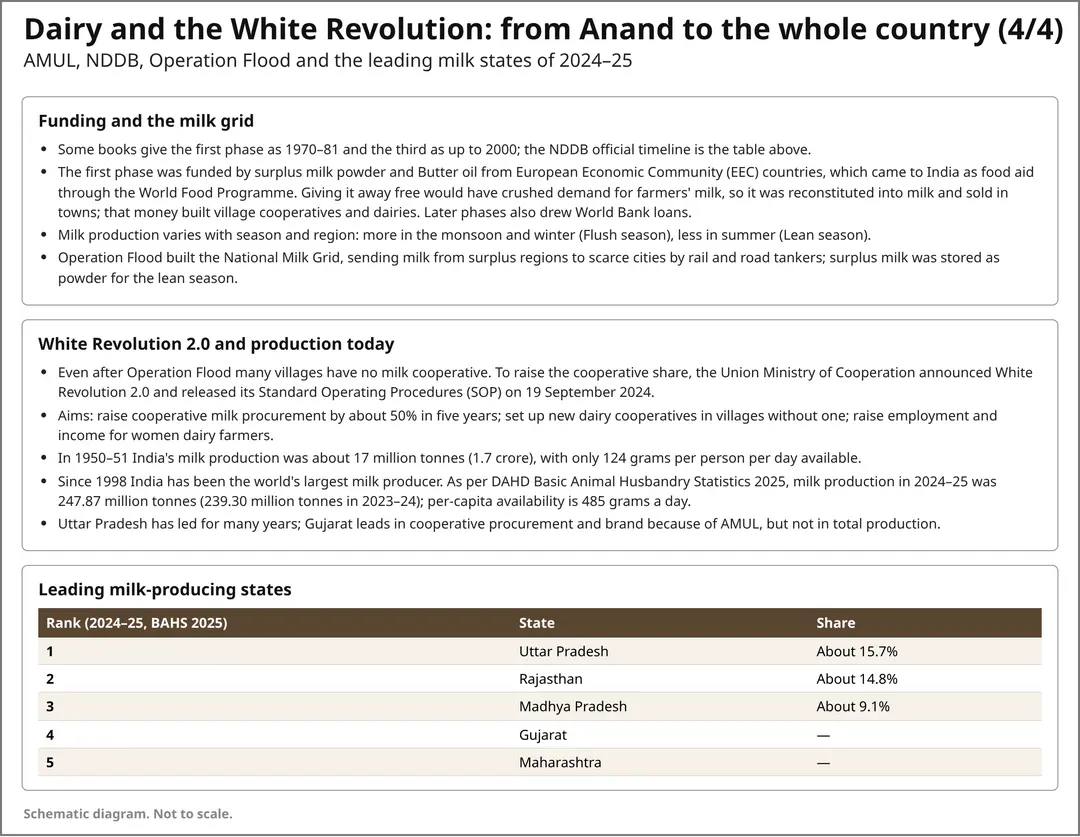 Dairy and the White Revolution: from Anand to the whole country (4/4)
AMUL, NDDB, Operation Flood and the leading milk states of 2024–25
Funding and the milk grid
• Some books give the first phase as 1970–81 and the third as up to 2000; the NDDB official timeline is the table above.
• The first phase was funded by surplus milk powder and Butter oil from European Economic Community (EEC) countries, which came to India as food aid
through the World Food Programme. Giving it away free would have crushed demand for farmers' milk, so it was reconstituted into milk and sold in
towns; that money built village cooperatives and dairies. Later phases also drew World Bank loans.
• Milk production varies with season and region: more in the monsoon and winter (Flush season), less in summer (Lean season).
• Operation Flood built the National Milk Grid, sending milk from surplus regions to scarce cities by rail and road tankers; surplus milk was stored as
powder for the lean season.
White Revolution 2.0 and production today
• Even after Operation Flood many villages have no milk cooperative. To raise the cooperative share, the Union Ministry of Cooperation announced White
Revolution 2.0 and released its Standard Operating Procedures (SOP) on 19 September 2024.
• Aims: raise cooperative milk procurement by about 50% in five years; set up new dairy cooperatives in villages without one; raise employment and
income for women dairy farmers.
• In 1950–51 India's milk production was about 17 million tonnes (1.7 crore), with only 124 grams per person per day available.
• Since 1998 India has been the world's largest milk producer. As per DAHD Basic Animal Husbandry Statistics 2025, milk production in 2024–25 was
247.87 million tonnes (239.30 million tonnes in 2023–24); per-capita availability is 485 grams a day.
• Uttar Pradesh has led for many years; Gujarat leads in cooperative procurement and brand because of AMUL, but not in total production.
Leading milk-producing states
Rank (2024–25, BAHS 2025) State Share
1 Uttar Pradesh About 15.7%
2 Rajasthan About 14.8%
3 Madhya Pradesh About 9.1%
4 Gujarat —
5 Maharashtra —
Schematic diagram. Not to scale.